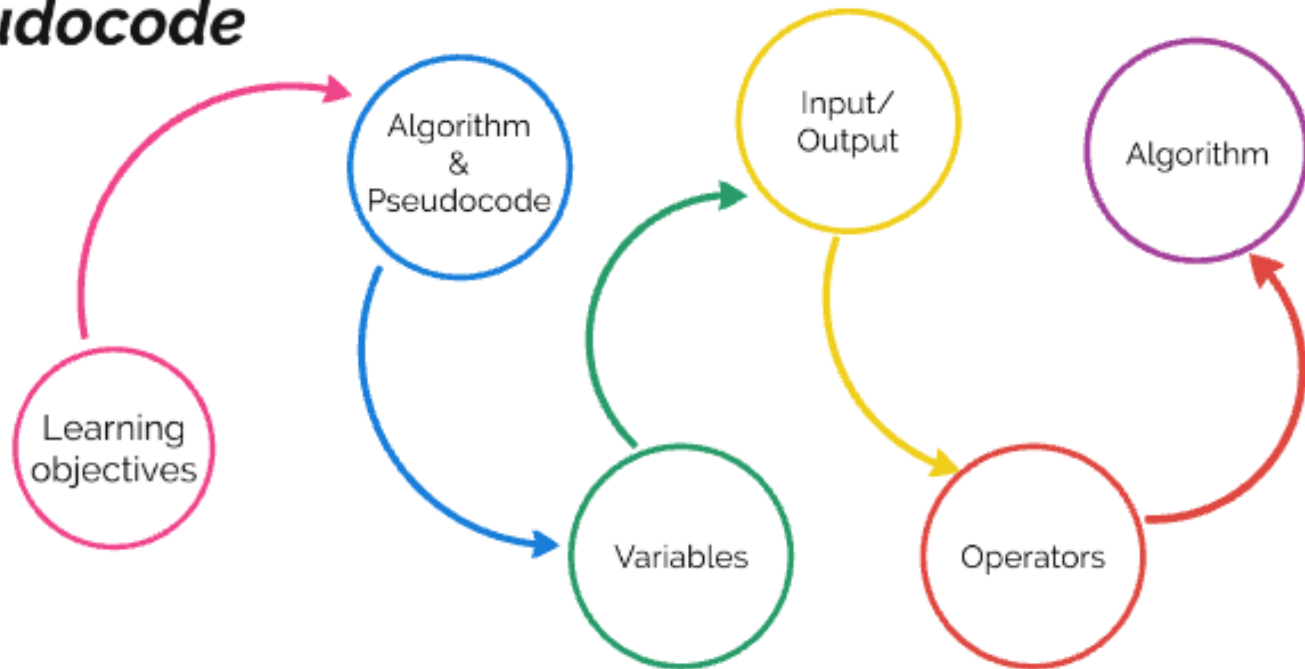 udocode
Learning
objectives
Algorithm
&
Pseudocode
Variables
Input/
Output
Operators
Algorithm